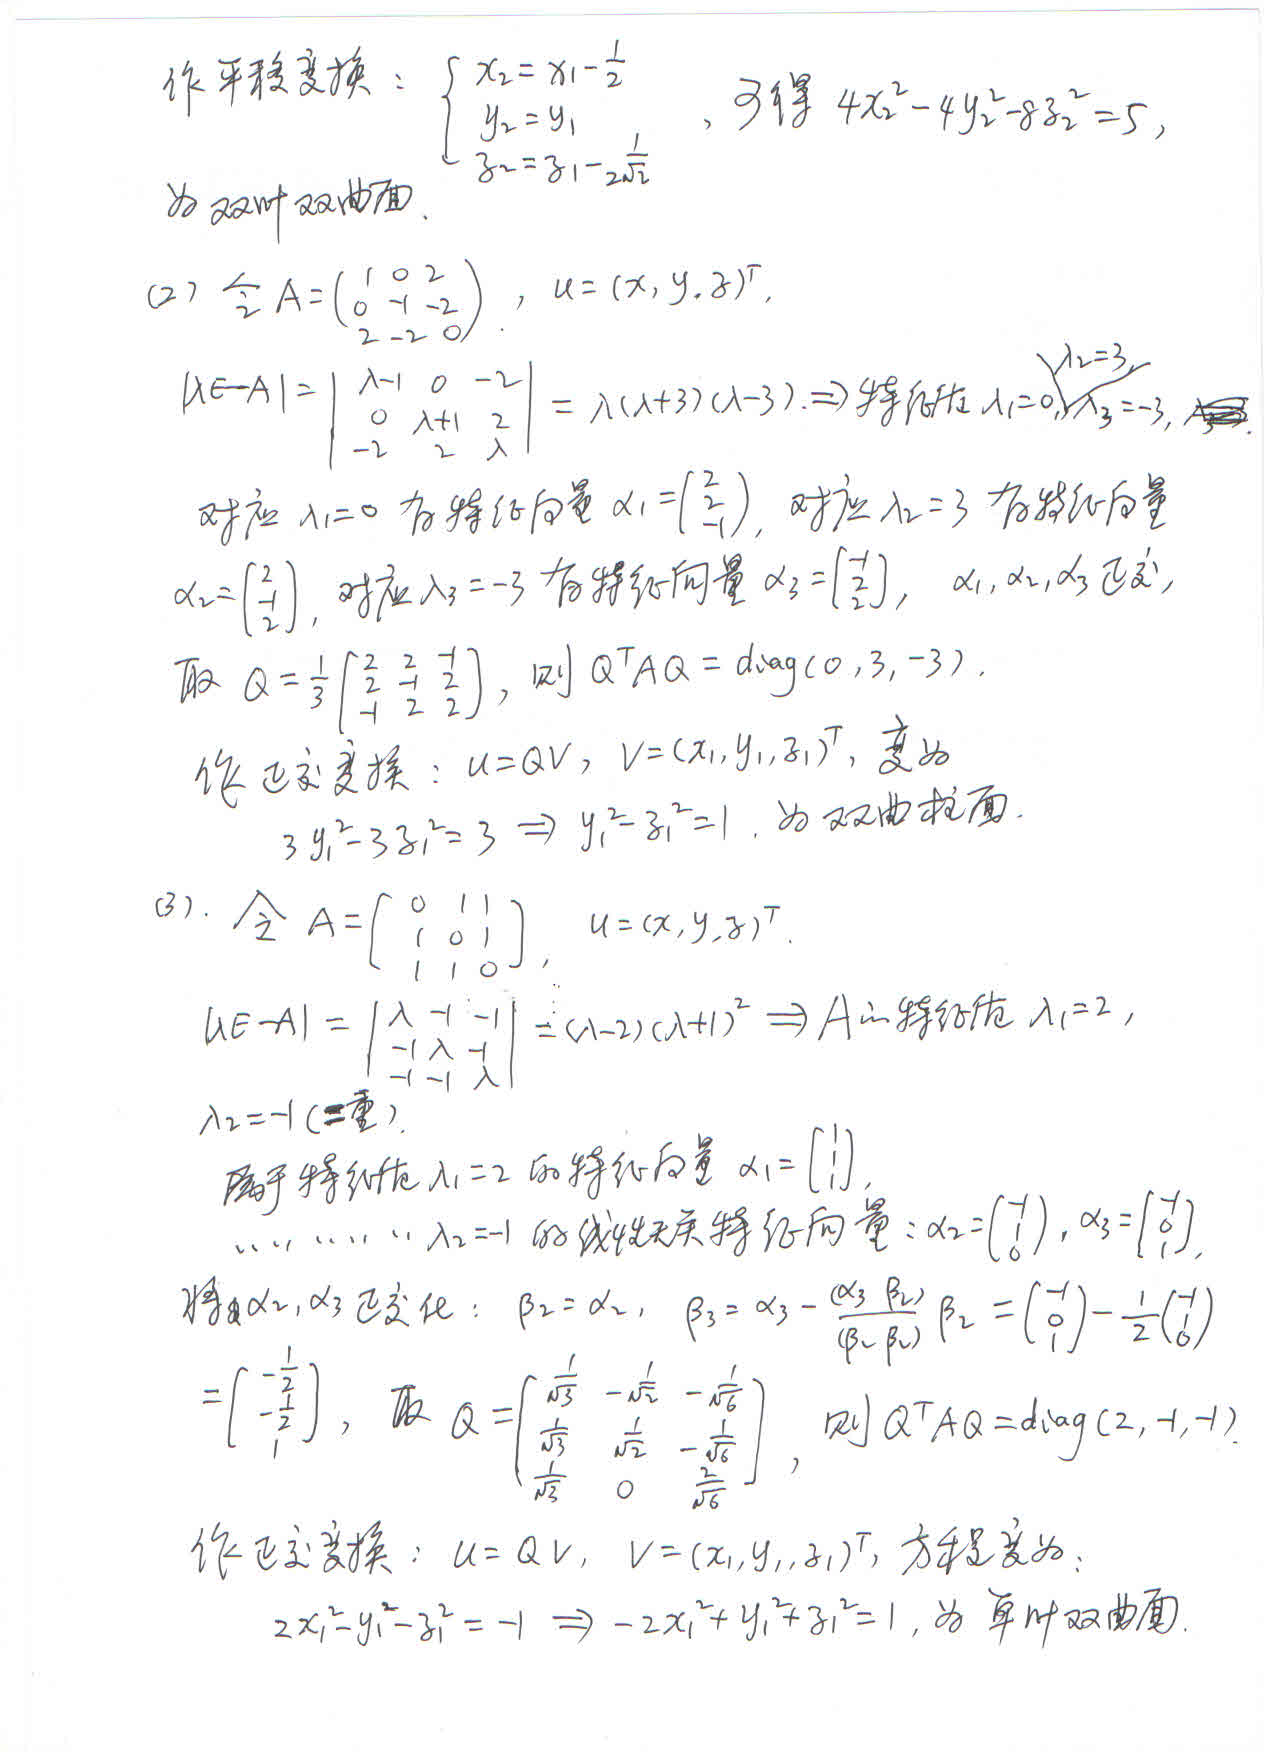 作平移变换: { x₂ = x₁ - 1/2
y₂ = y₁
z₂ = z₁ - 1/(2√2) , 可得 4x₂² - 4y₂² - 8z₂² = 5,
为双叶双曲面.
(2) 令 A = (1 0 2; 0 -1 -2; 2 -2 0), u = (x, y, z)ᵀ.
|λE-A| = |λ-1 0 -2; 0 λ+1 2; -2 2 λ| = λ(λ+3)(λ-3). ⇒ 特征值 λ₁=0, λ₂=3, λ₃=-3,
对应 λ₁=0 有特征向量 α₁ = (2; 2; -1), 对应 λ₂=3 有特征向量
α₂ = (2; -1; 2), 对应 λ₃=-3 有特征向量 α₃ = (-1; 2; 2), α₁, α₂, α₃ 正交,
取 Q = 1/3 [2 2 -1; 2 -1 2; -1 2 2], 则 QᵀAQ = diag(0, 3, -3).
作正交变换: u = QV, V = (x₁, y₁, z₁)ᵀ, 变为
3y₁² - 3z₁² = 3 ⇒ y₁² - z₁² = 1. 为双曲柱面.
(3). 令 A = [0 1 1; 1 0 1; 1 1 0], u = (x, y, z)ᵀ.
|λE-A| = |λ -1 -1; -1 λ -1; -1 -1 λ| = (λ-2)(λ+1)² ⇒ A的特征值 λ₁=2,
λ₂=-1 (二重).
属于特征值 λ₁=2 的特征向量 α₁ = [1; 1; 1],
〃 〃 〃 λ₂=-1 的线性无关特征向量: α₂ = (-1; 1; 0), α₃ = [-1; 0; 1],
将 α₂, α₃ 正交化: β₂ = α₂, β₃ = α₃ - (α₃ β₂)/(β₂ β₂) β₂ = (-1; 0; 1) - 1/2 (-1; 1; 0)
= [-1/2; -1/2; 1], 取 Q = [1/√3 -1/√2 -1/√6; 1/√3 1/√2 -1/√6; 1/√3 0 2/√6], 则 QᵀAQ = diag(2, -1, -1).
作正交变换: u = QV, V = (x₁, y₁, z₁)ᵀ, 方程变为:
2x₁² - y₁² - z₁² = -1 ⇒ -2x₁² + y₁² + z₁² = 1, 为单叶双曲面.